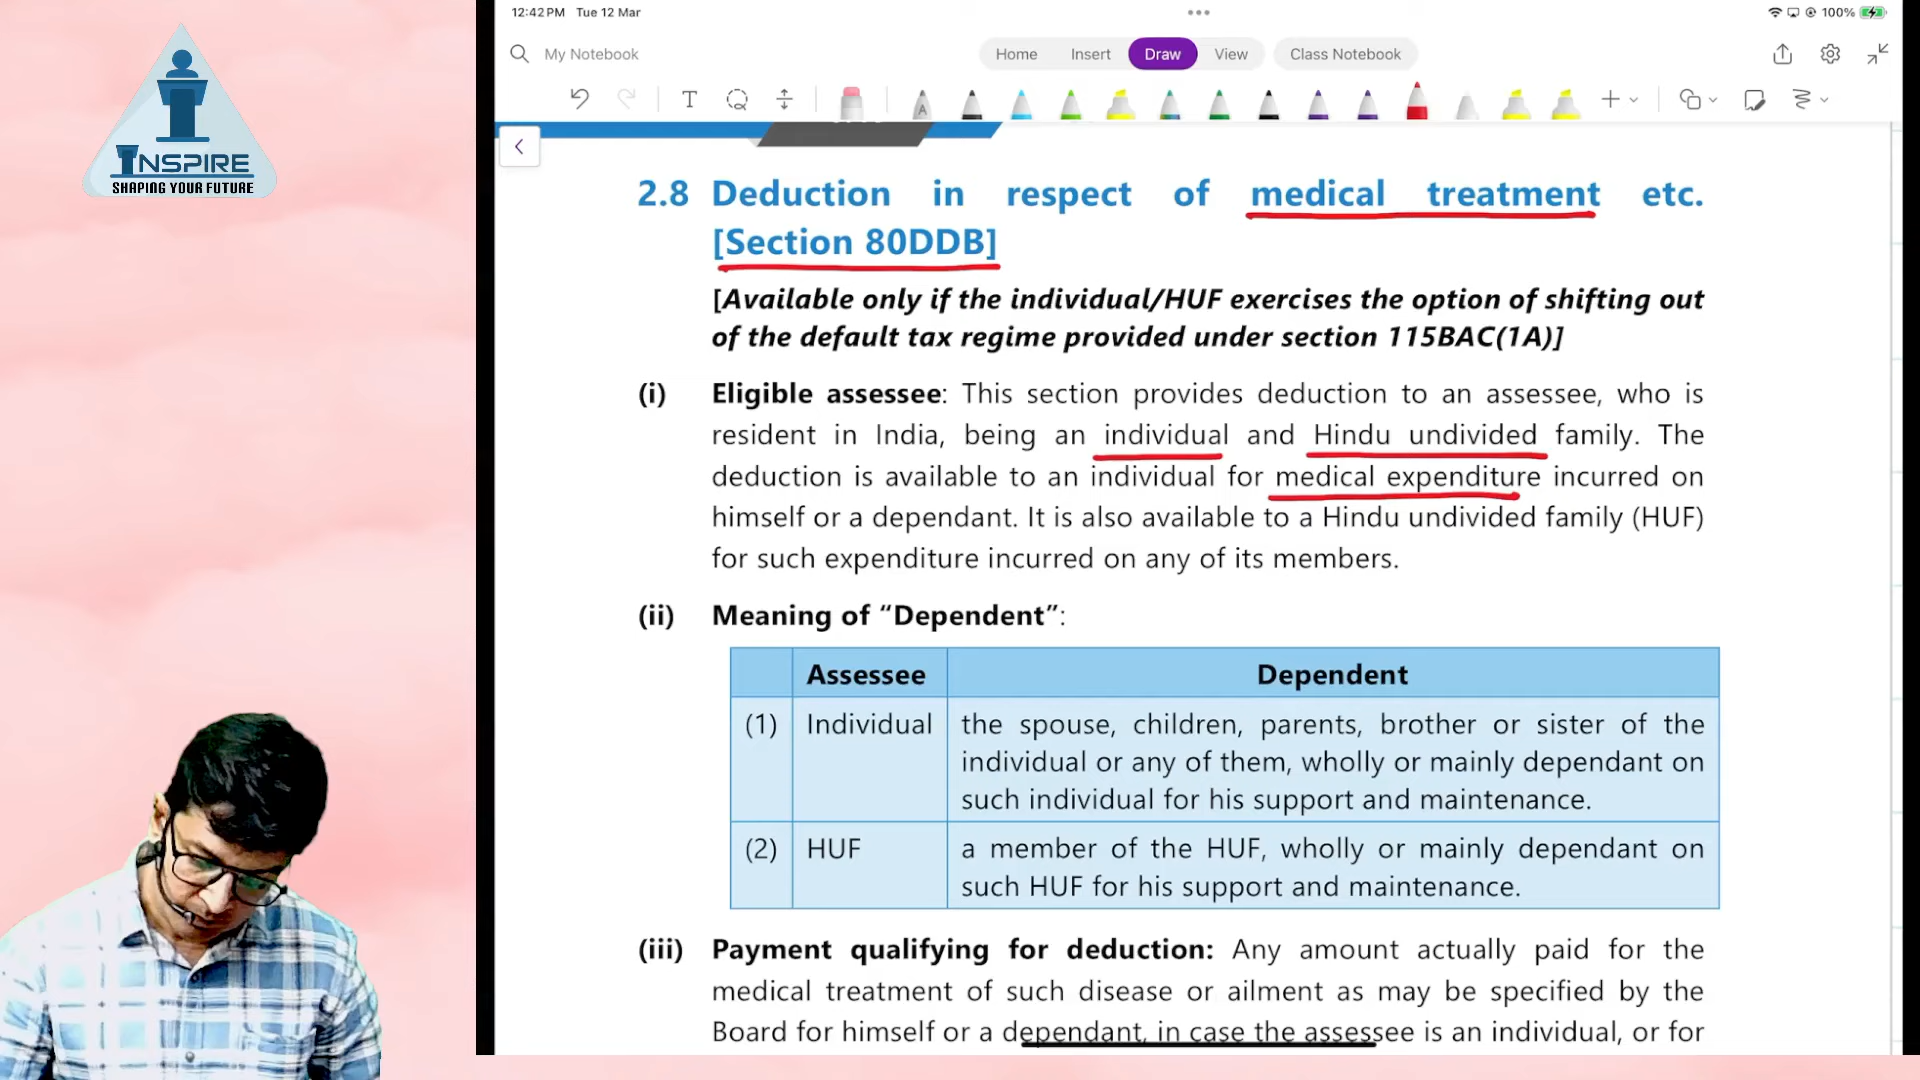 12:42 PM Tue 12 Mar
100%
My Notebook
Home Insert Draw View Class Notebook
T
A
INSPIRE
SHAPING YOUR FUTURE
2.8 Deduction in respect of medical treatment etc.
[Section 80DDB]
[Available only if the individual/HUF exercises the option of shifting out
of the default tax regime provided under section 115BAC(1A)]
(i) Eligible assessee: This section provides deduction to an assessee, who is
resident in India, being an individual and Hindu undivided family. The
deduction is available to an individual for medical expenditure incurred on
himself or a dependant. It is also available to a Hindu undivided family (HUF)
for such expenditure incurred on any of its members.
(ii) Meaning of “Dependent”:
Assessee Dependent
(1) Individual the spouse, children, parents, brother or sister of the
individual or any of them, wholly or mainly dependant on
such individual for his support and maintenance.
(2) HUF a member of the HUF, wholly or mainly dependant on
such HUF for his support and maintenance.
(iii) Payment qualifying for deduction: Any amount actually paid for the
medical treatment of such disease or ailment as may be specified by the
Board for himself or a dependant, in case the assessee is an individual, or for